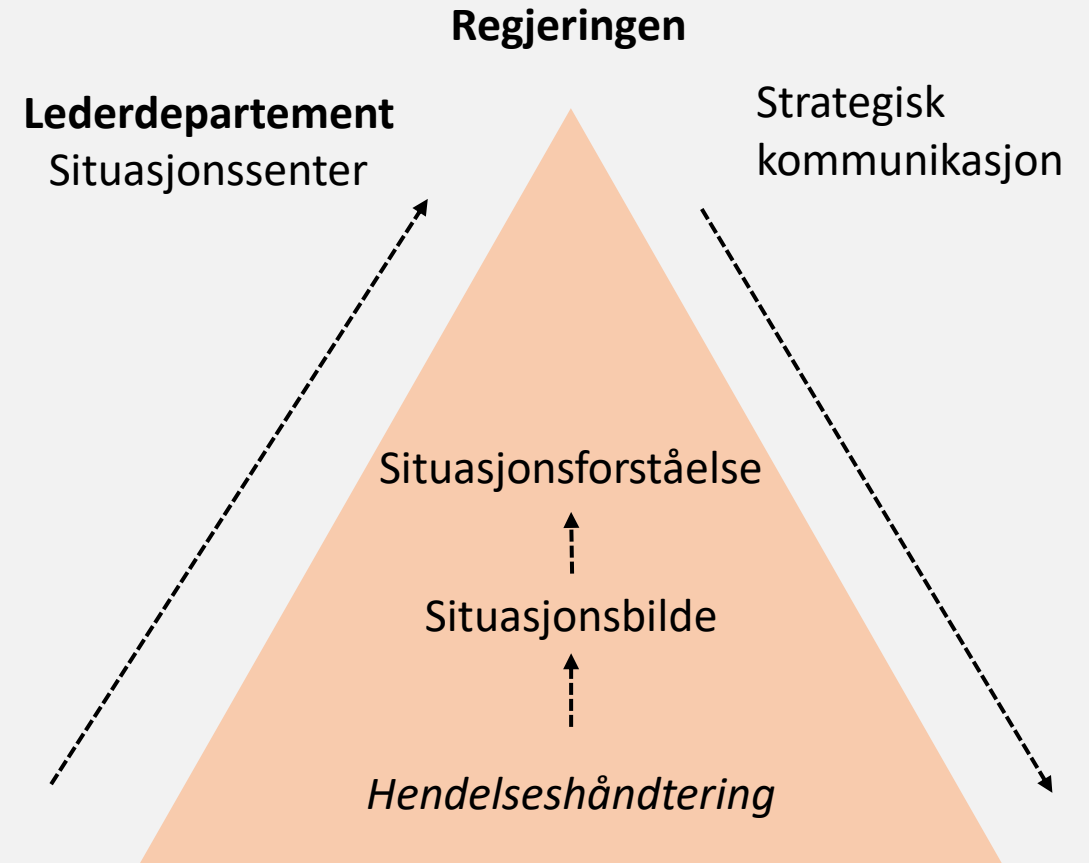 Regjeringen
Lederdepartement
Situasjonssenter
Strategisk
kommunikasjon
Situasjonsforståelse
Situasjonsbilde
Hendelseshåndtering